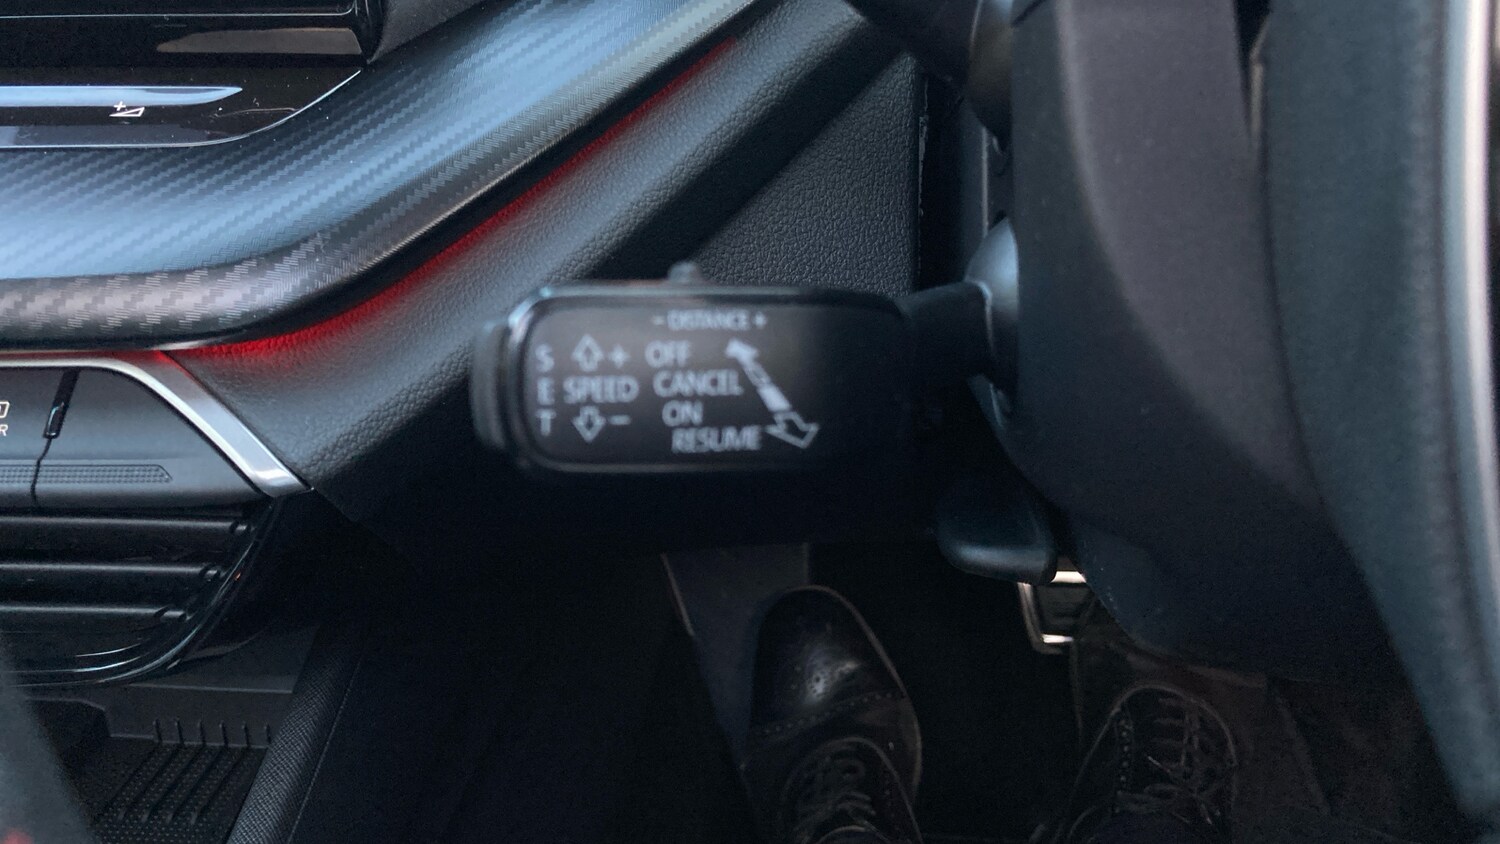 - DISTANCE +
S + OFF
E SPEED CANCEL
T - ON
RESUME
R